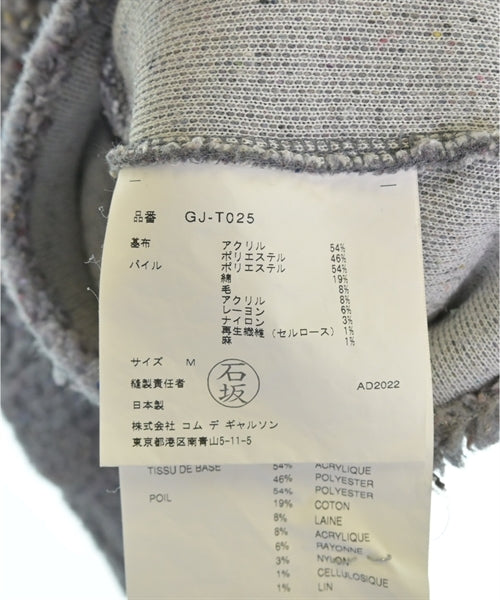 品番 GJ-T025
基布 アクリル 54%
ポリエステル 46%
パイル ポリエステル 54%
綿 19%
毛 8%
アクリル 8%
レーヨン 6%
ナイロン 3%
再生繊維(セルロース) 1%
麻 1%
サイズ M
縫製責任者 石坂 AD2022
日本製
株式会社 コム デ ギャルソン
東京都港区南青山5-11-5
TISSU DE BASE 54% ACRYLIQUE
46% POLYESTER
POIL 54% POLYESTER
19% COTON
8% LAINE
8% ACRYLIQUE
6% RAYONNE
3% NYLON
1% CELLULOSIQUE
1% LIN